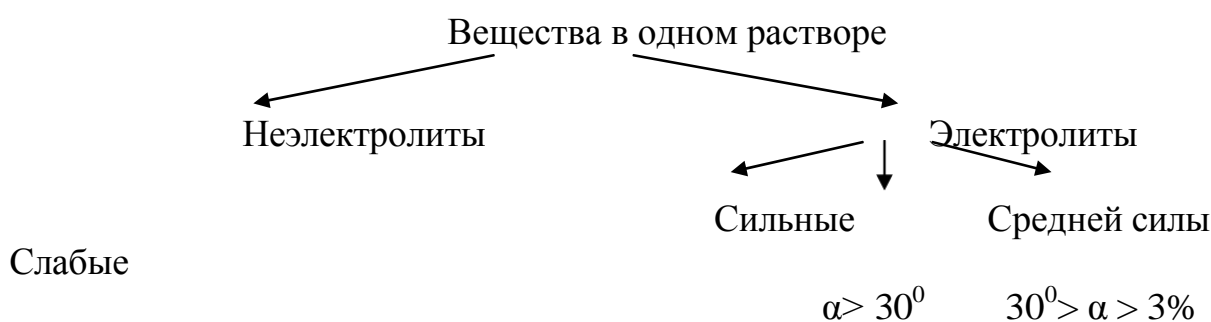 Вещества в одном растворе
Неэлектролиты Электролиты
Сильные Средней силы
Слабые
α> 30⁰ 30⁰> α > 3%